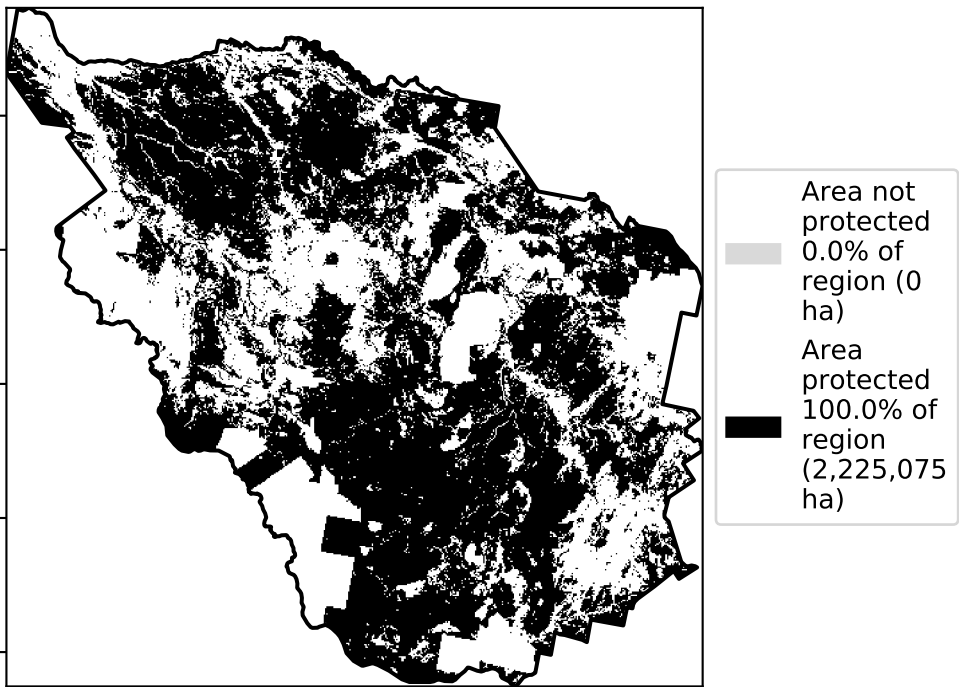 Area not
protected
0.0% of
region (0
ha)
Area
protected
100.0% of
region
(2,225,075
ha)